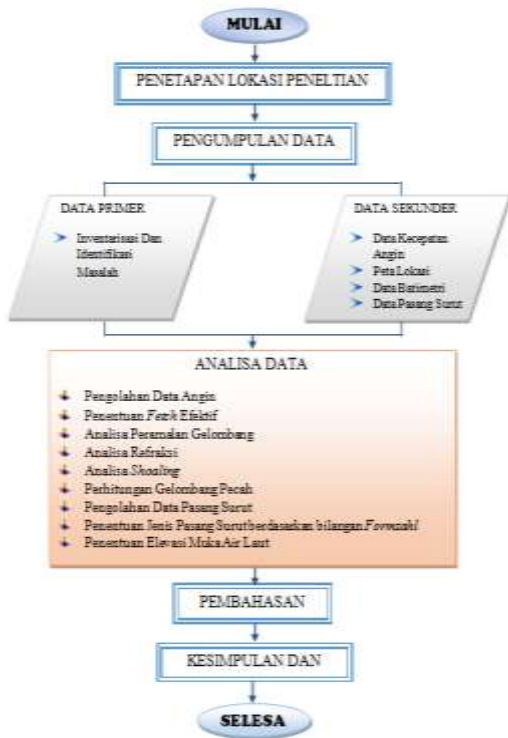 MULAI
PENETAPAN LOKASI PENELTIAN
PENGUMPULAN DATA
DATA PRIMER
Inventarisasi Dan
Identifikasi
Masalah
DATA SEKUNDER
Data Kecepatan
Angin
Peta Lokasi
Data Batimetri
Data Pasang Surut
ANALISA DATA
Pengolahan Data Angin
Penentuan Fetch Efektif
Analisa Peramalan Gelombang
Analisa Refraksi
Analisa Shoaling
Perhitungan Gelombang Pecah
Pengolahan Data Pasang Surut
Penentuan Jenis Pasang Surut berdasarkan bilangan Formzahl
Penentuan Elevasi Muka Air Laut
PEMBAHASAN
KESIMPULAN DAN
SELESA